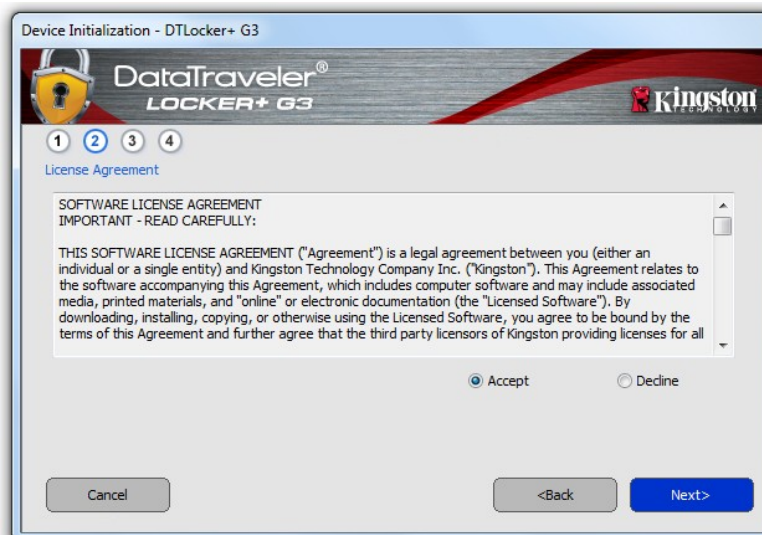 Device Initialization - DTLocker+ G3
DataTraveler®
LOCKER+ G3
Kingston
TECHNOLOGY
1 2 3 4
License Agreement
SOFTWARE LICENSE AGREEMENT
IMPORTANT - READ CAREFULLY:
THIS SOFTWARE LICENSE AGREEMENT ("Agreement") is a legal agreement between you (either an
individual or a single entity) and Kingston Technology Company Inc. ("Kingston"). This Agreement relates to
the software accompanying this Agreement, which includes computer software and may include associated
media, printed materials, and "online" or electronic documentation (the "Licensed Software"). By
downloading, installing, copying, or otherwise using the Licensed Software, you agree to be bound by the
terms of this Agreement and further agree that the third party licensors of Kingston providing licenses for all
Accept Decline
Cancel <Back Next>